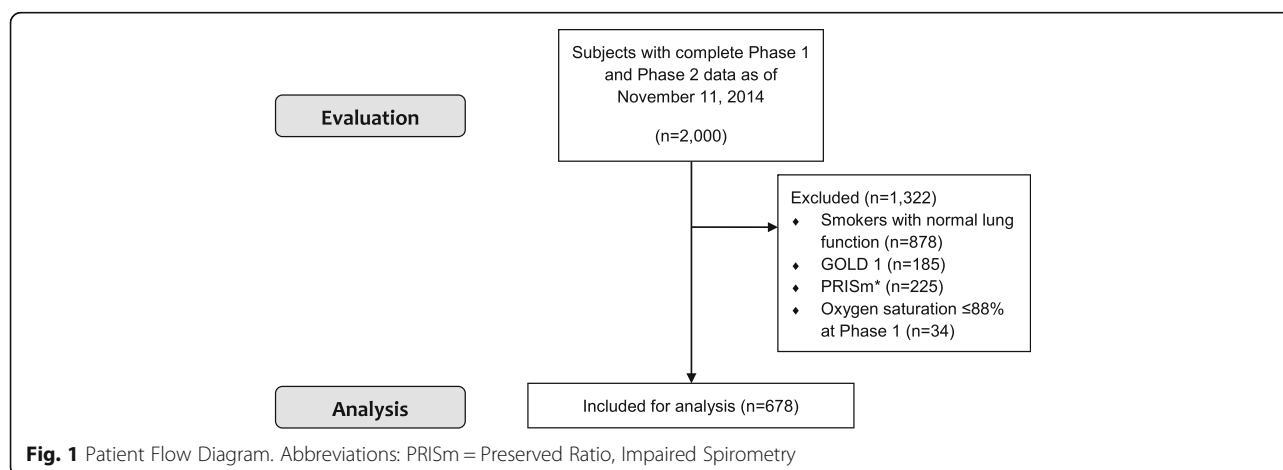 Subjects with complete Phase 1
and Phase 2 data as of
November 11, 2014
(n=2,000)
Evaluation
Excluded (n=1,322)
♦ Smokers with normal lung
function (n=878)
♦ GOLD 1 (n=185)
♦ PRISm* (n=225)
♦ Oxygen saturation ≤88%
at Phase 1 (n=34)
Analysis
Included for analysis (n=678)
Fig. 1 Patient Flow Diagram. Abbreviations: PRISm = Preserved Ratio, Impaired Spirometry